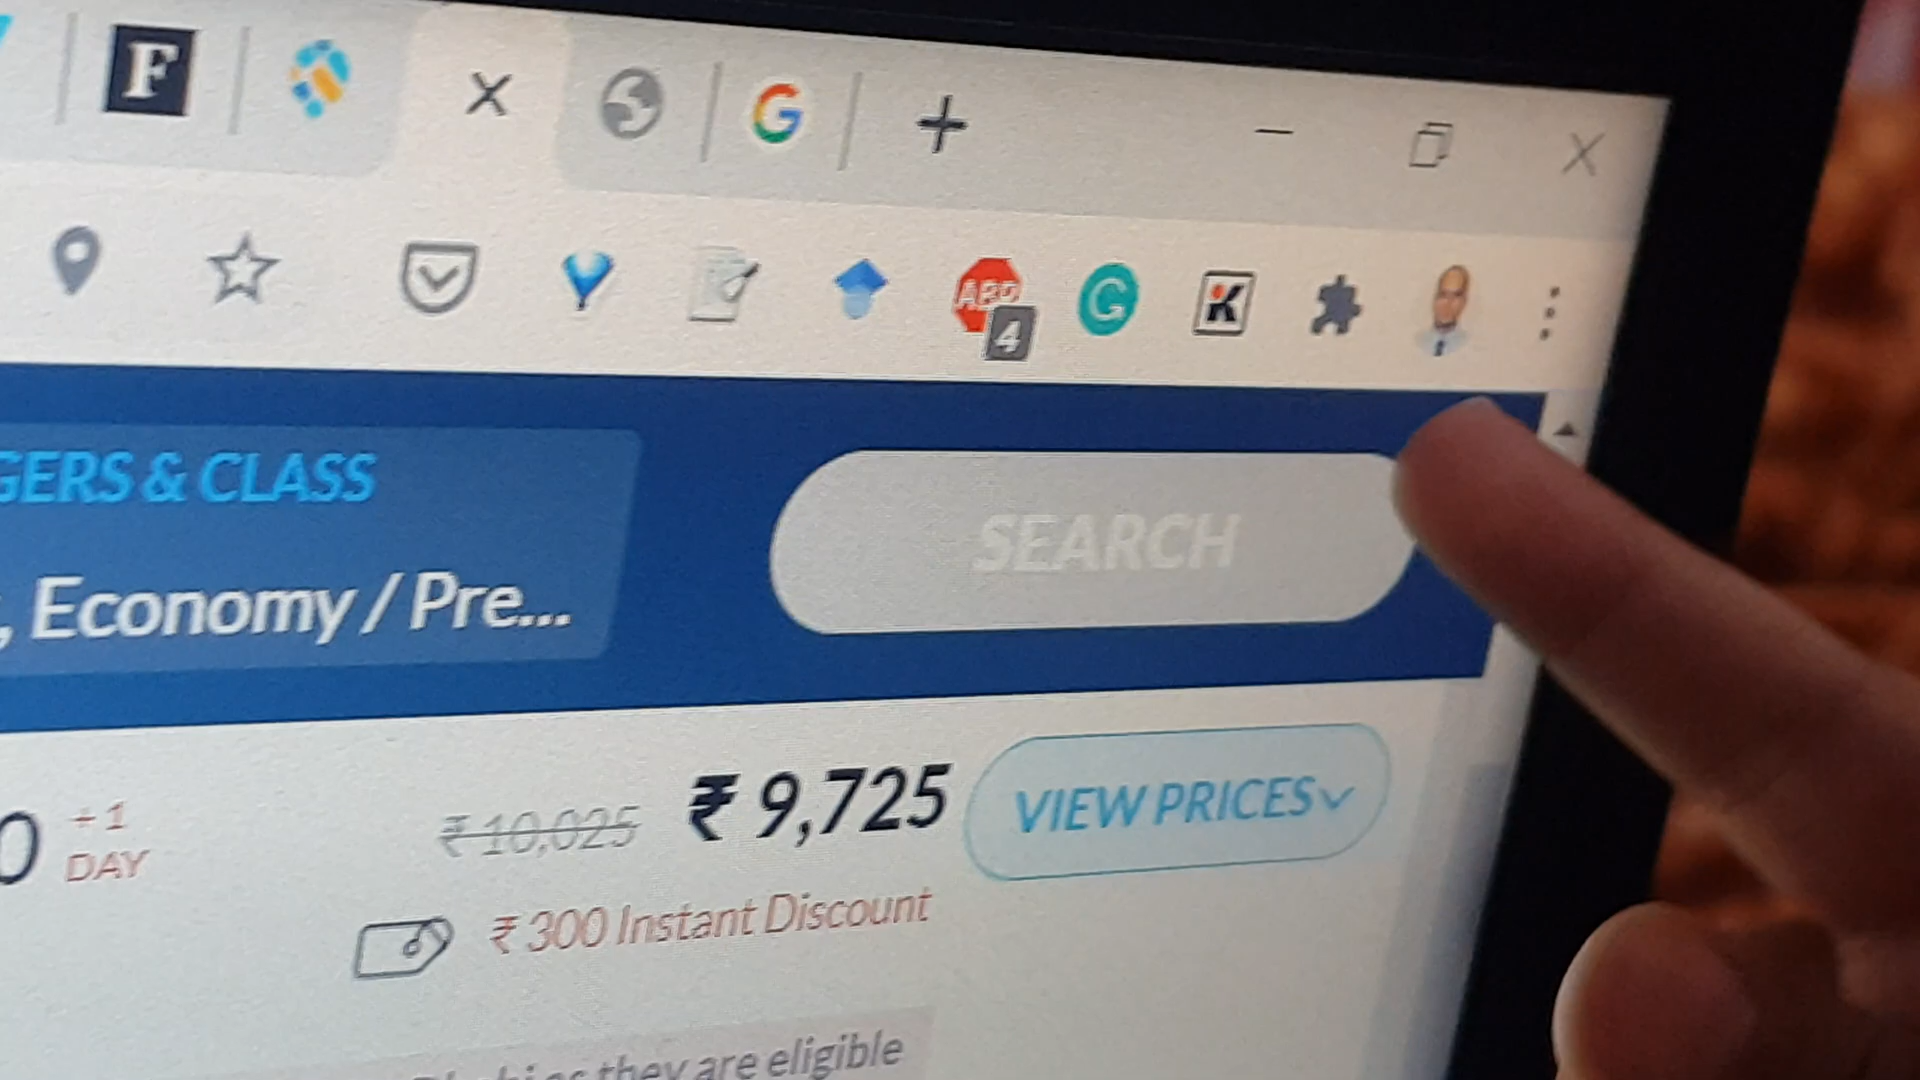 F
G
ABP
4
G
K
GERS & CLASS
, Economy / Pre...
SEARCH
0 +1
DAY
₹ 10,025 ₹ 9,725 VIEW PRICES
₹ 300 Instant Discount
they are eligible